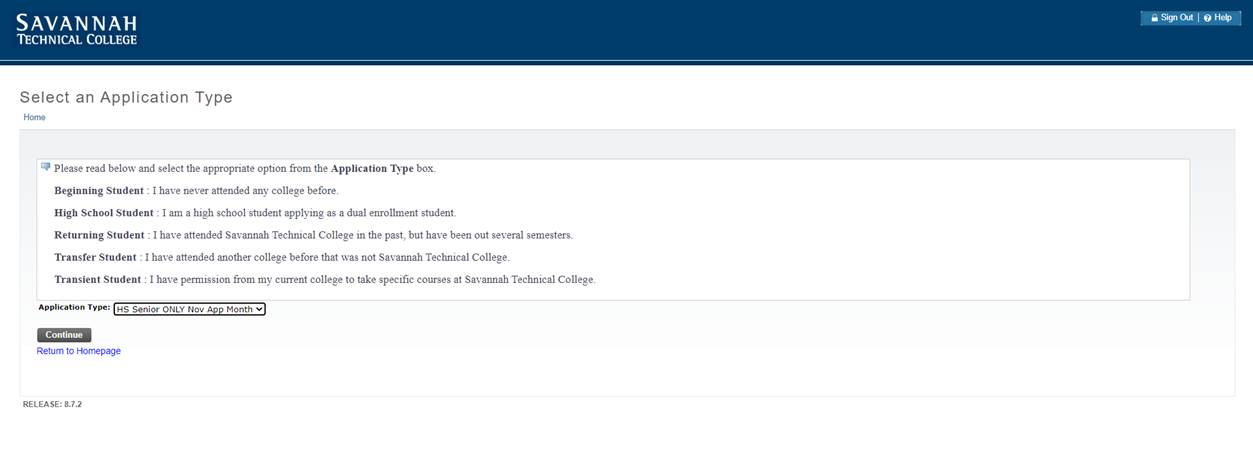 SAVANNAH
TECHNICAL COLLEGE
Sign Out | Help
Select an Application Type
Home
Please read below and select the appropriate option from the Application Type box.
Beginning Student : I have never attended any college before.
High School Student : I am a high school student applying as a dual enrollment student.
Returning Student : I have attended Savannah Technical College in the past, but have been out several semesters.
Transfer Student : I have attended another college before that was not Savannah Technical College.
Transient Student : I have permission from my current college to take specific courses at Savannah Technical College.
Application Type: HS Senior ONLY Nov App Month
Continue
Return to Homepage
RELEASE: 8.7.2